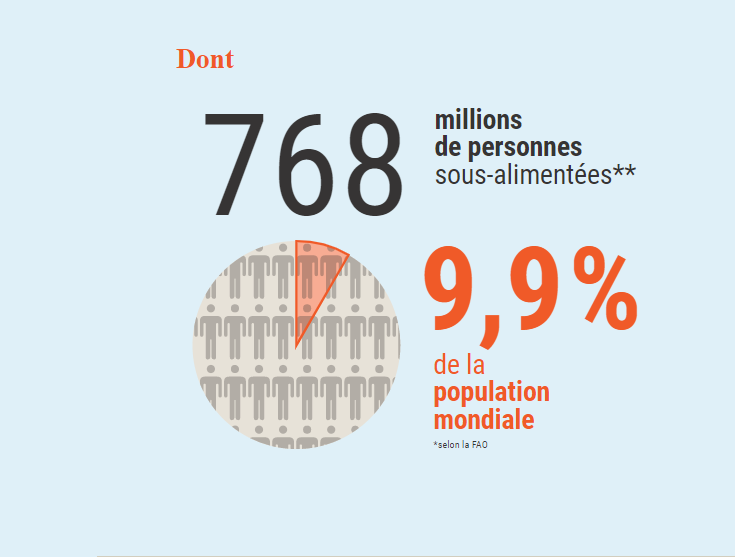 Dont
768
millions
de personnes
sous-alimentées**
9,9%
de la
population
mondiale
*selon la FAO